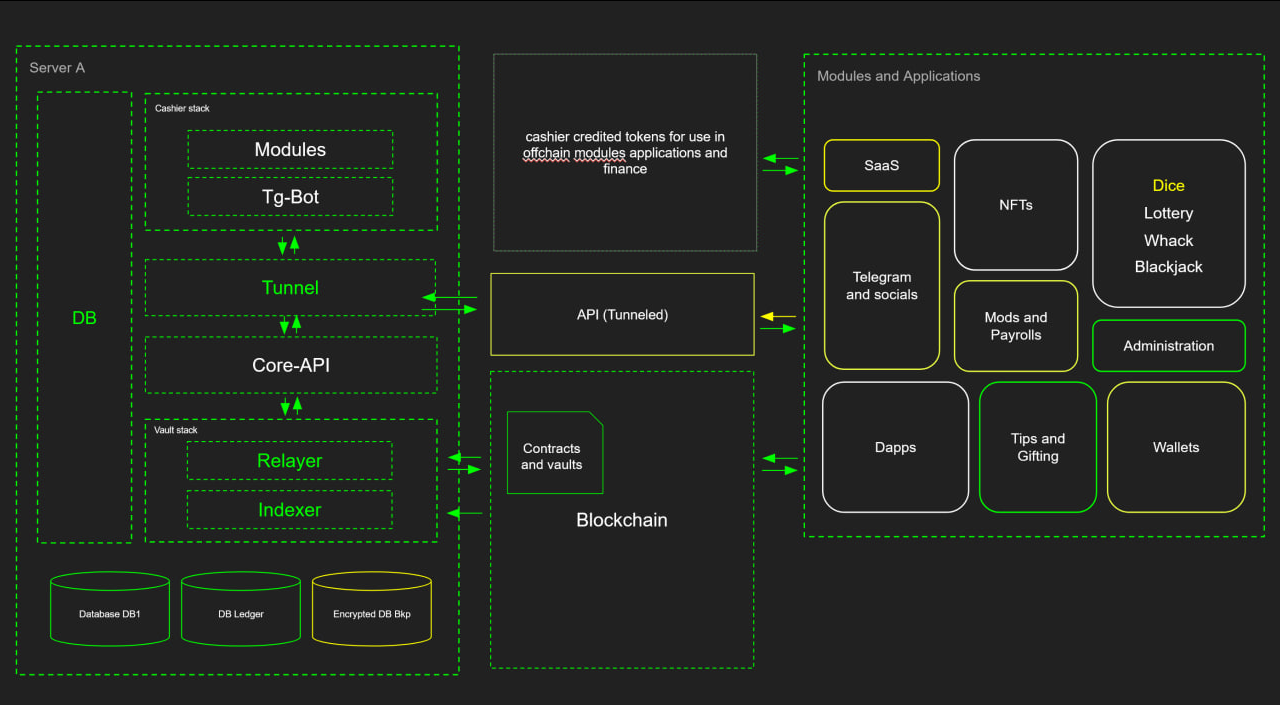 Server A
Cashier stack
Modules
Tg-Bot
Tunnel
DB
Core-API
Vault stack
Relayer
Indexer
Database DB1
DB Ledger
Encrypted DB Bkp
cashier credited tokens for use in
offchain modules applications and
finance
API (Tunneled)
Contracts
and vaults
Blockchain
Modules and Applications
SaaS
NFTs
Dice
Lottery
Whack
Blackjack
Telegram
and socials
Mods and
Payrolls
Administration
Dapps
Tips and
Gifting
Wallets